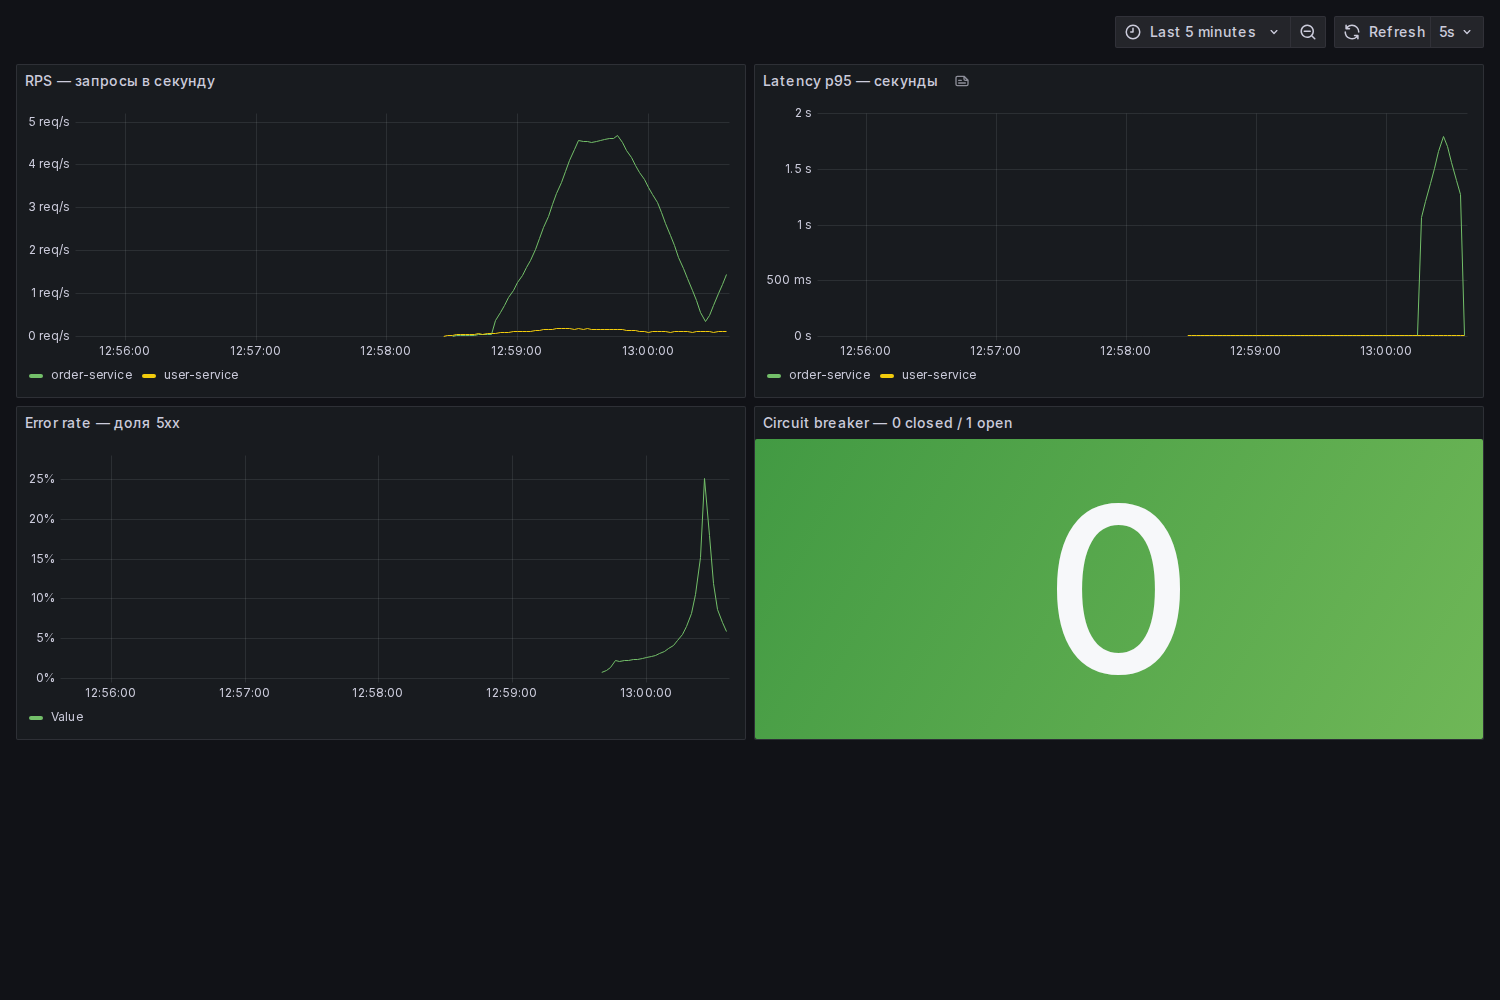 Last 5 minutes
Refresh
5s
RPS — запросы в секунду
5 req/s
4 req/s
3 req/s
2 req/s
1 req/s
0 req/s
12:56:00
12:57:00
12:58:00
12:59:00
13:00:00
order-service
user-service
Latency p95 — секунды
2 s
1.5 s
1 s
500 ms
0 s
12:56:00
12:57:00
12:58:00
12:59:00
13:00:00
order-service
user-service
Error rate — доля 5xx
25%
20%
15%
10%
5%
0%
12:56:00
12:57:00
12:58:00
12:59:00
13:00:00
Value
Circuit breaker — 0 closed / 1 open
0